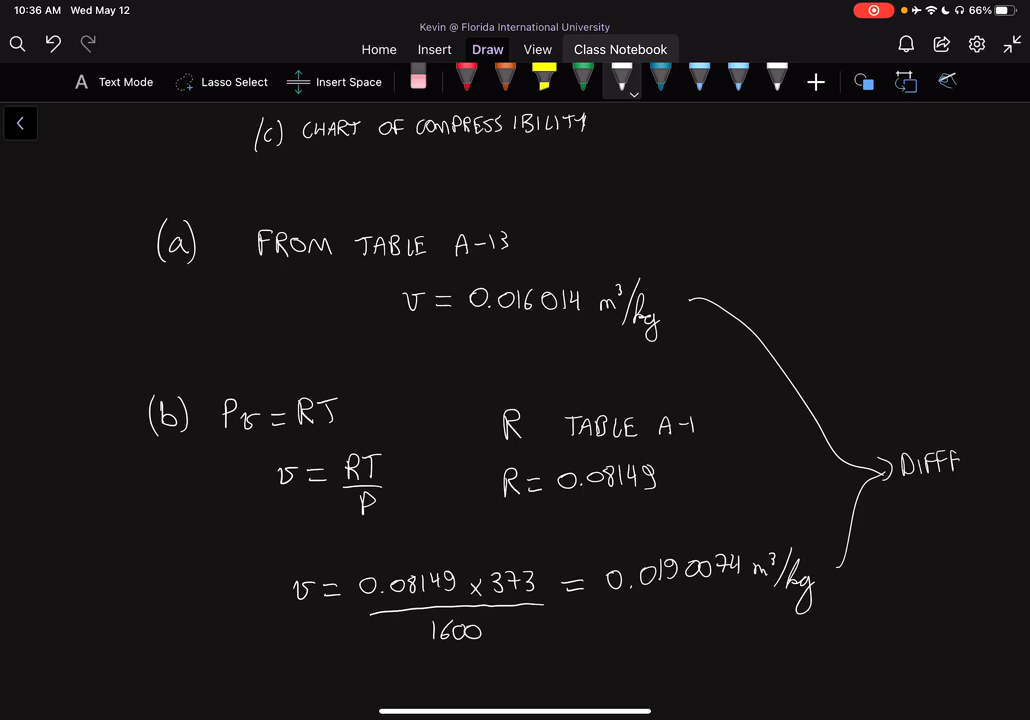 10:36 AM Wed May 12
66%
Kevin @ Florida International University
Home Insert Draw View Class Notebook
Text Mode Lasso Select Insert Space
(c) CHART OF COMPRESSIBILITY
(a) FROM TABLE A-13
v = 0.016014 m³/kg
(b) Pv = RT R TABLE A-1
v = RT/P R = 0.08149
DIFFF
v = 0.08149 x 373 = 0.0190074 m³/kg
1600